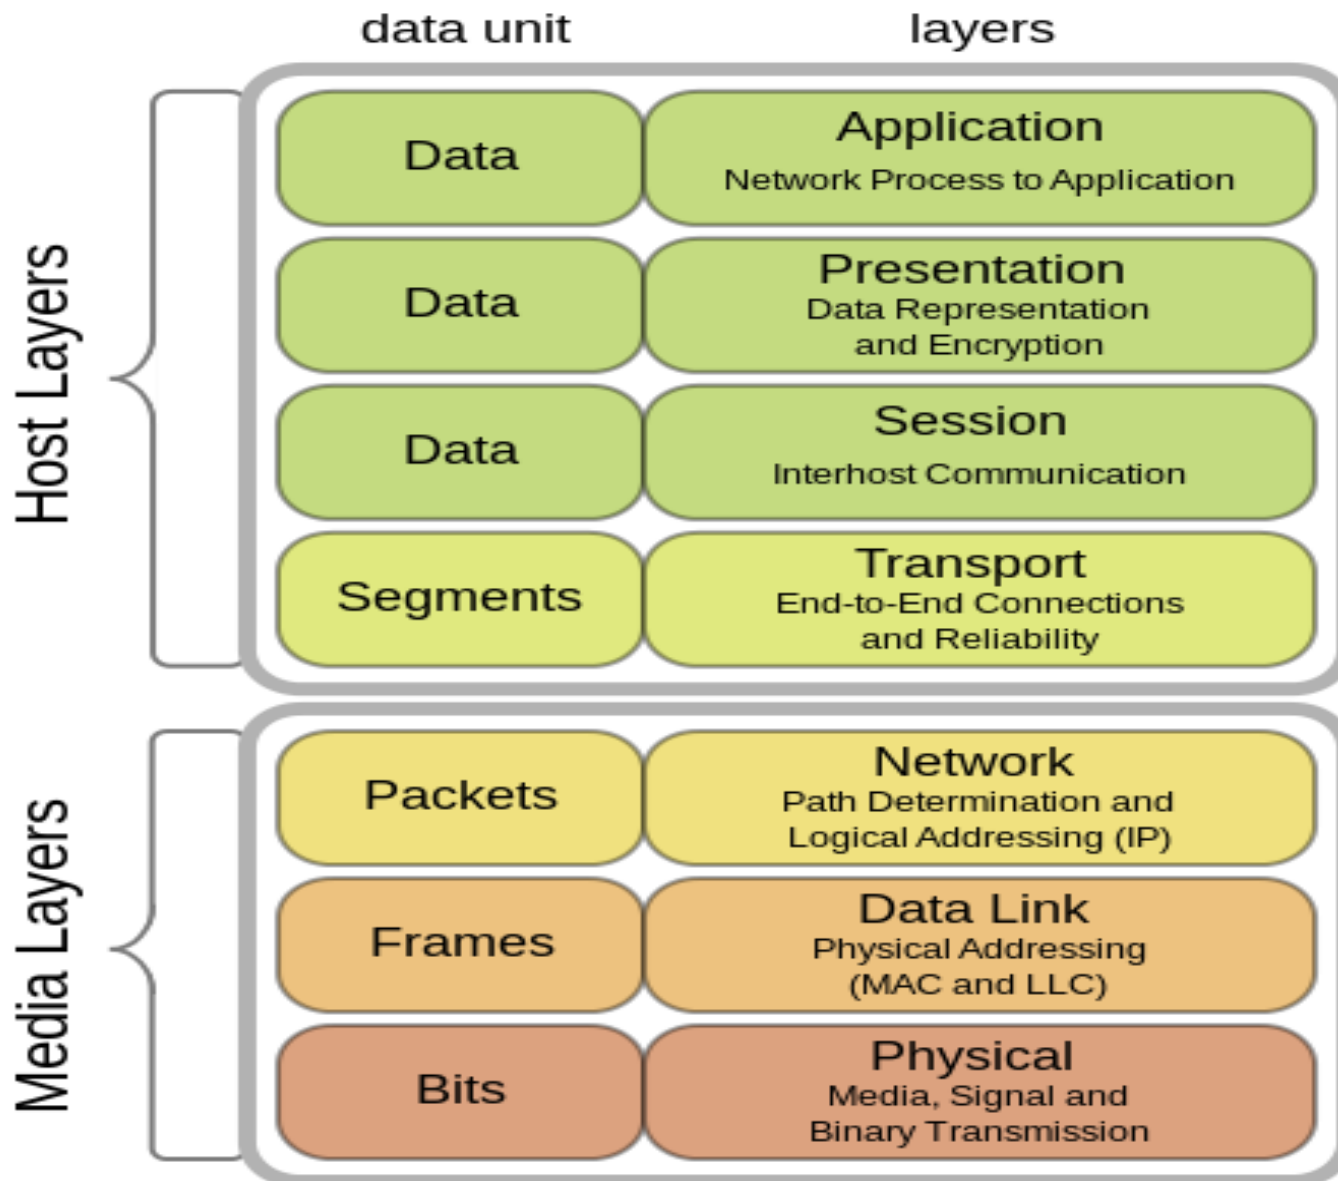 data unit layers
Host Layers
Data
Application
Network Process to Application
Data
Presentation
Data Representation
and Encryption
Data
Session
Interhost Communication
Segments
Transport
End-to-End Connections
and Reliability
Media Layers
Packets
Network
Path Determination and
Logical Addressing (IP)
Frames
Data Link
Physical Addressing
(MAC and LLC)
Bits
Physical
Media, Signal and
Binary Transmission